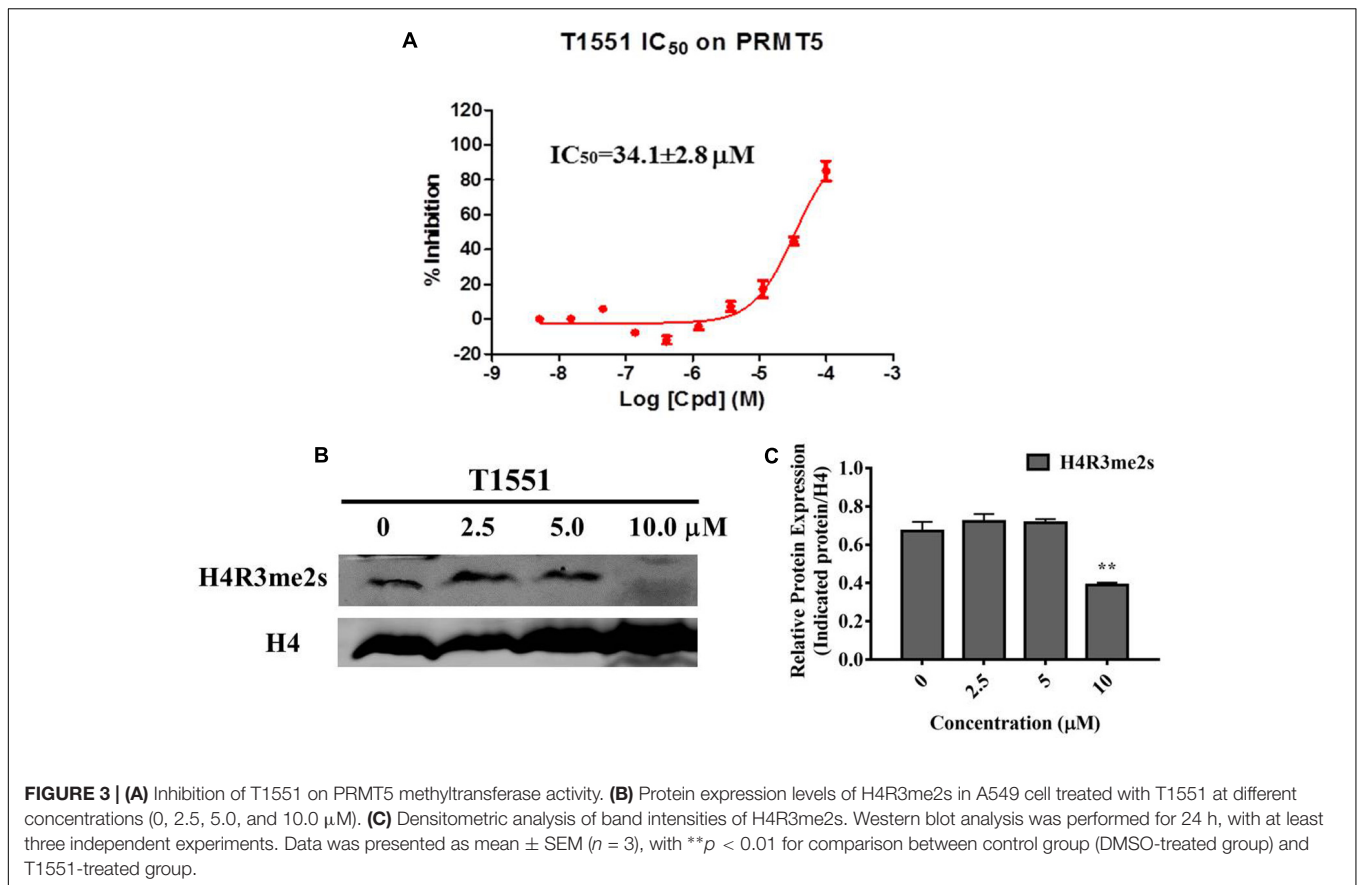 A
T1551 IC50 on PRMT5
120
100
80
60
40
20
0
-20
% Inhibition
IC50=34.1±2.8 μM
-9 -8 -7 -6 -5 -4 -3
Log [Cpd] (M)
B
T1551
0 2.5 5.0 10.0 μM
H4R3me2s
H4
C
H4R3me2s
Relative Protein Expression
(Indicated protein/H4)
1.0
0.8
0.6
0.4
0.2
0.0
**
0 2.5 5 10
Concentration (μM)
FIGURE 3 | (A) Inhibition of T1551 on PRMT5 methyltransferase activity. (B) Protein expression levels of H4R3me2s in A549 cell treated with T1551 at different
concentrations (0, 2.5, 5.0, and 10.0 μM). (C) Densitometric analysis of band intensities of H4R3me2s. Western blot analysis was performed for 24 h, with at least
three independent experiments. Data was presented as mean ± SEM (n = 3), with **p < 0.01 for comparison between control group (DMSO-treated group) and
T1551-treated group.